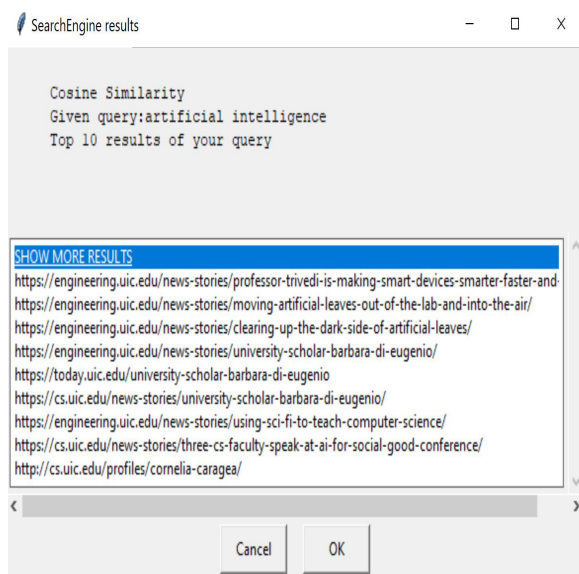 SearchEngine results
Cosine Similarity
Given query:artificial intelligence
Top 10 results of your query
SHOW MORE RESULTS
https://engineering.uic.edu/news-stories/professor-trivedi-is-making-smart-devices-smarter-faster-and-
https://engineering.uic.edu/news-stories/moving-artificial-leaves-out-of-the-lab-and-into-the-air/
https://engineering.uic.edu/news-stories/clearing-up-the-dark-side-of-artificial-leaves/
https://engineering.uic.edu/news-stories/university-scholar-barbara-di-eugenio/
https://today.uic.edu/university-scholar-barbara-di-eugenio
https://cs.uic.edu/news-stories/university-scholar-barbara-di-eugenio/
https://engineering.uic.edu/news-stories/using-sci-fi-to-teach-computer-science/
https://cs.uic.edu/news-stories/three-cs-faculty-speak-at-ai-for-social-good-conference/
http://cs.uic.edu/profiles/cornelia-caragea/
Cancel OK